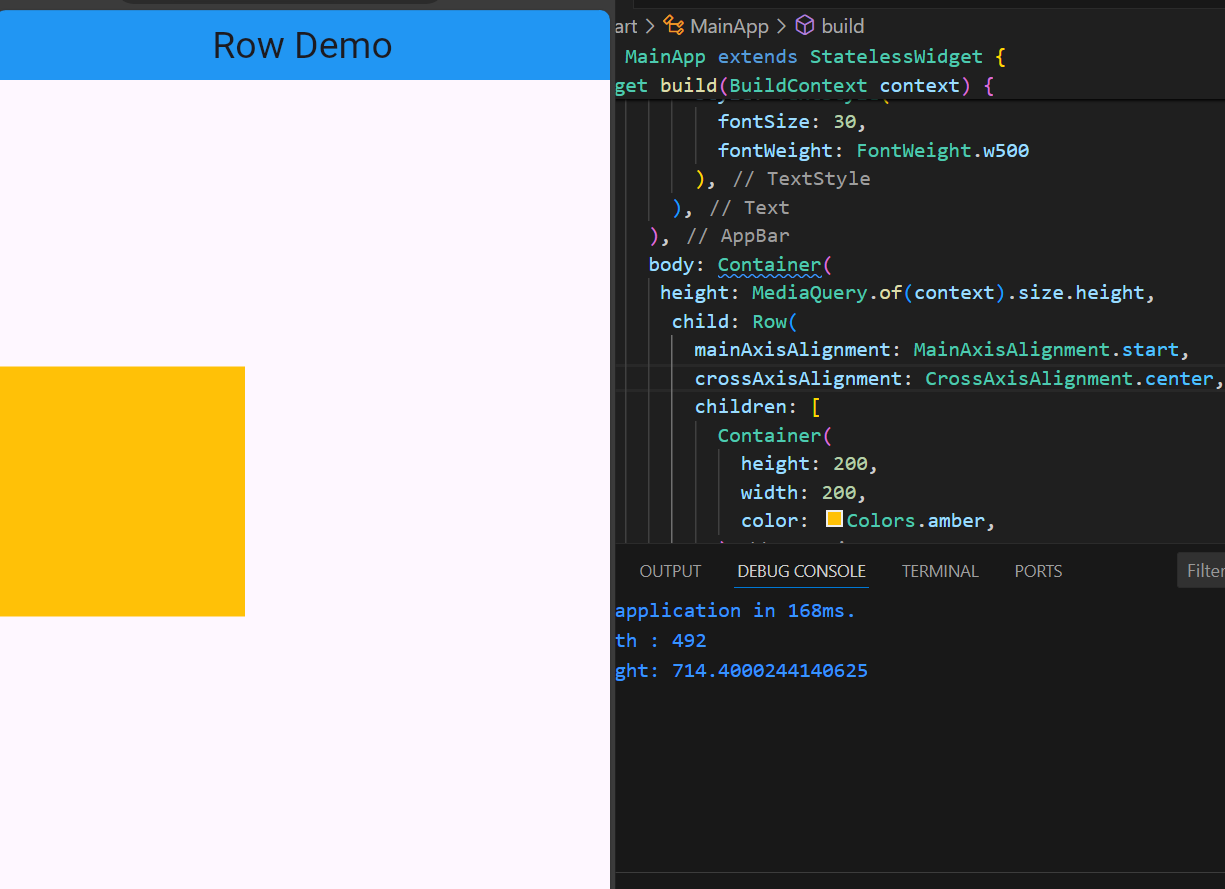 Row Demo
art > MainApp > build
MainApp extends StatelessWidget {
get build(BuildContext context) {
fontSize: 30,
fontWeight: FontWeight.w500
), // TextStyle
), // Text
), // AppBar
body: Container(
height: MediaQuery.of(context).size.height,
child: Row(
mainAxisAlignment: MainAxisAlignment.start,
crossAxisAlignment: CrossAxisAlignment.center,
children: [
Container(
height: 200,
width: 200,
color: Colors.amber,
OUTPUT
DEBUG CONSOLE
TERMINAL
PORTS
Filter
application in 168ms.
th : 492
ght: 714.4000244140625